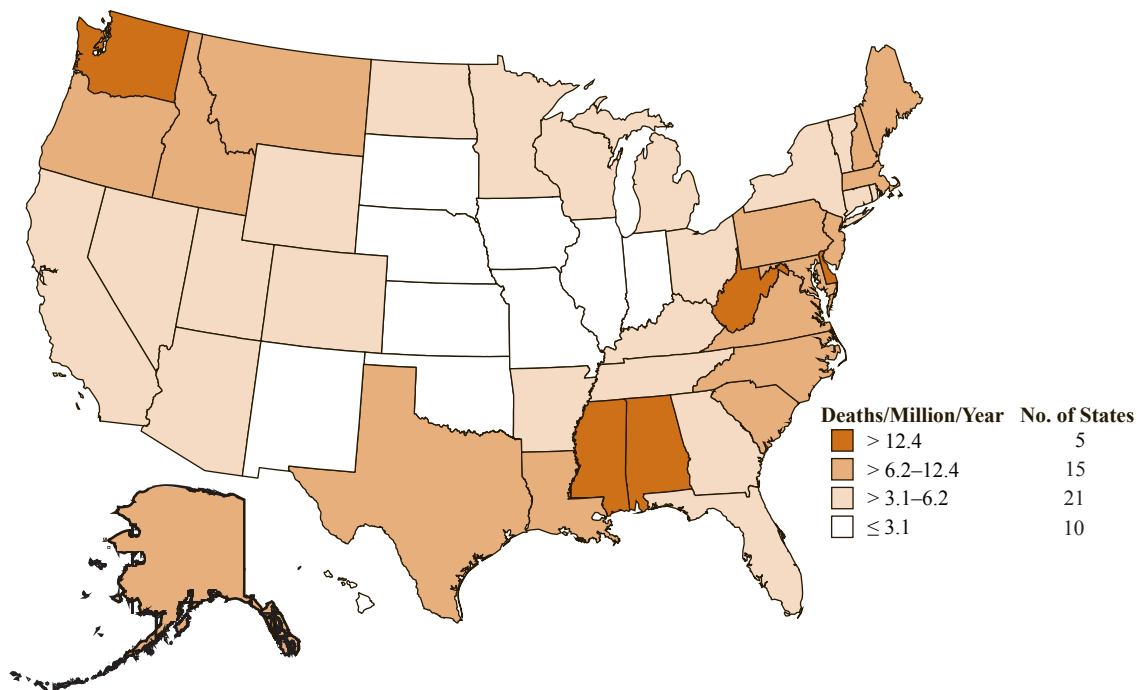 Deaths/Million/Year No. of States
> 12.4 5
> 6.2–12.4 15
> 3.1–6.2 21
≤ 3.1 10